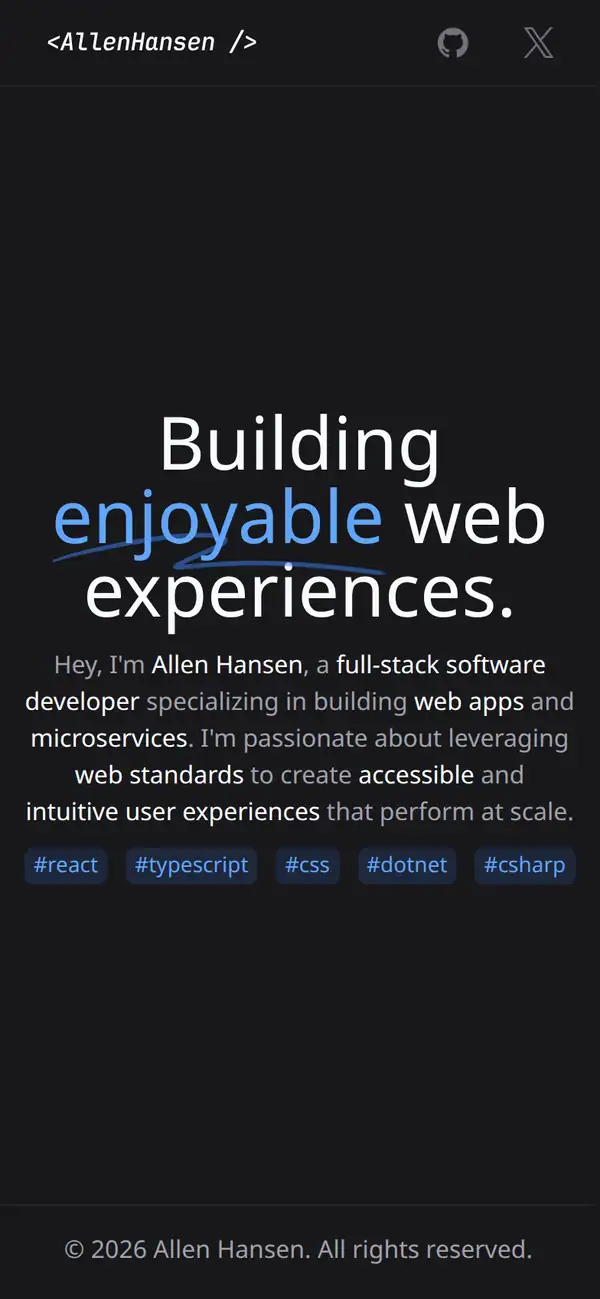 <AllenHansen />
Building
enjoyable web
experiences.
Hey, I'm Allen Hansen, a full-stack software
developer specializing in building web apps and
microservices. I'm passionate about leveraging
web standards to create accessible and
intuitive user experiences that perform at scale.
#react #typescript #css #dotnet #csharp
© 2026 Allen Hansen. All rights reserved.